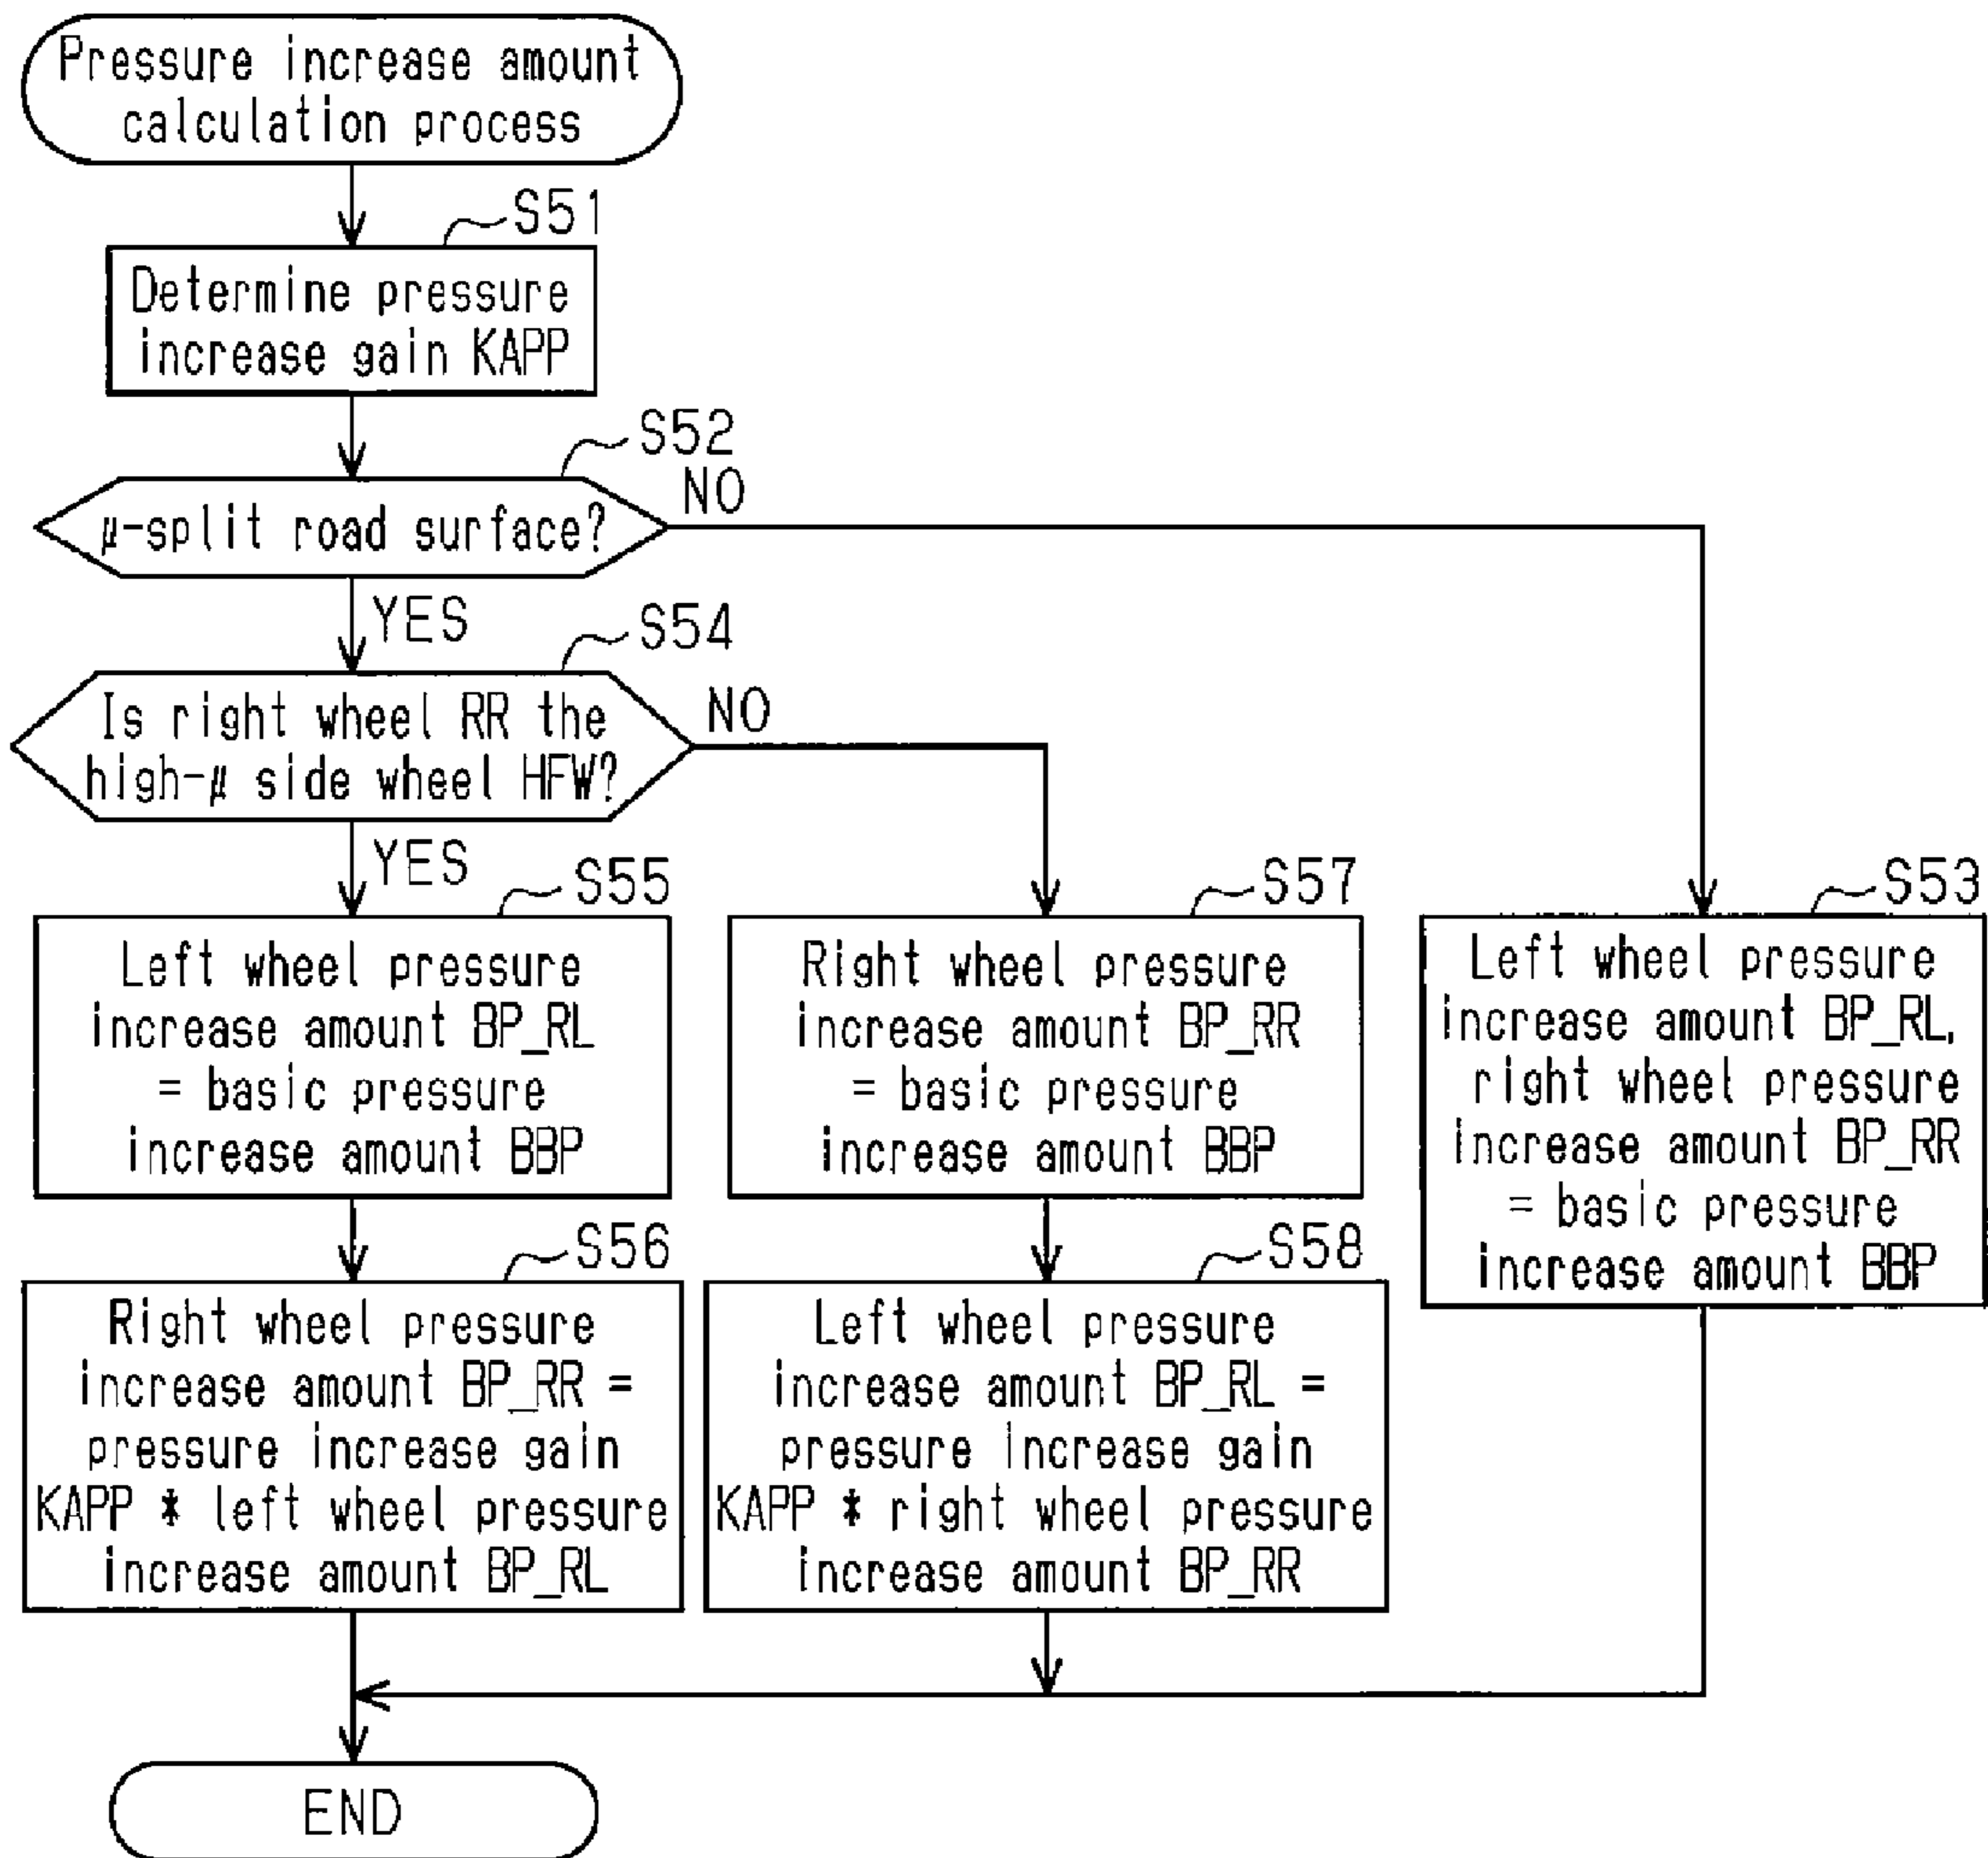 Pressure increase amount
calculation process
S51
Determine pressure
increase gain KAPP
S52
μ-split road surface?
NO
YES
S54
Is right wheel RR the
high-μ side wheel HFW?
NO
YES
S55
Left wheel pressure
increase amount BP_RL
= basic pressure
increase amount BBP
S57
Right wheel pressure
increase amount BP_RR
= basic pressure
increase amount BBP
S53
Left wheel pressure
increase amount BP_RL,
right wheel pressure
increase amount BP_RR
= basic pressure
increase amount BBP
S56
Right wheel pressure
increase amount BP_RR =
pressure increase gain
KAPP * left wheel pressure
increase amount BP_RL
S58
Left wheel pressure
increase amount BP_RL =
pressure increase gain
KAPP * right wheel pressure
increase amount BP_RR
END